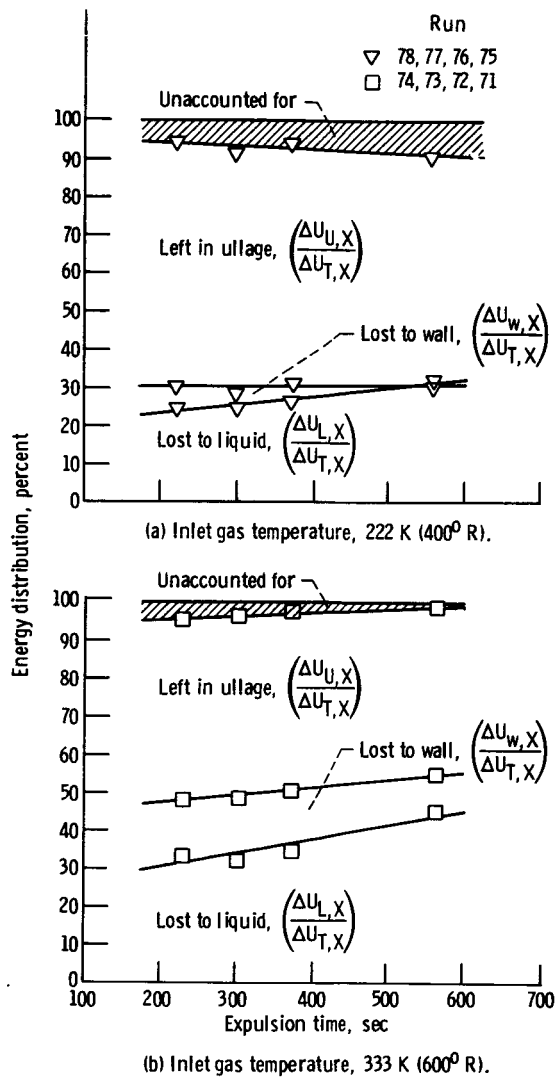 Run
▽ 78, 77, 76, 75
□ 74, 73, 72, 71
Unaccounted for
100
90
80
70
60
50
40
30
20
10
0
Left in ullage, (ΔU_U,X / ΔU_T,X)
Lost to wall, (ΔU_w,X / ΔU_T,X)
Lost to liquid, (ΔU_L,X / ΔU_T,X)
(a) Inlet gas temperature, 222 K (400⁰ R).
Energy distribution, percent
Unaccounted for
100
90
80
70
60
50
40
30
20
10
0
Left in ullage, (ΔU_U,X / ΔU_T,X)
Lost to wall, (ΔU_w,X / ΔU_T,X)
Lost to liquid, (ΔU_L,X / ΔU_T,X)
100 200 300 400 500 600 700
Expulsion time, sec
(b) Inlet gas temperature, 333 K (600⁰ R).